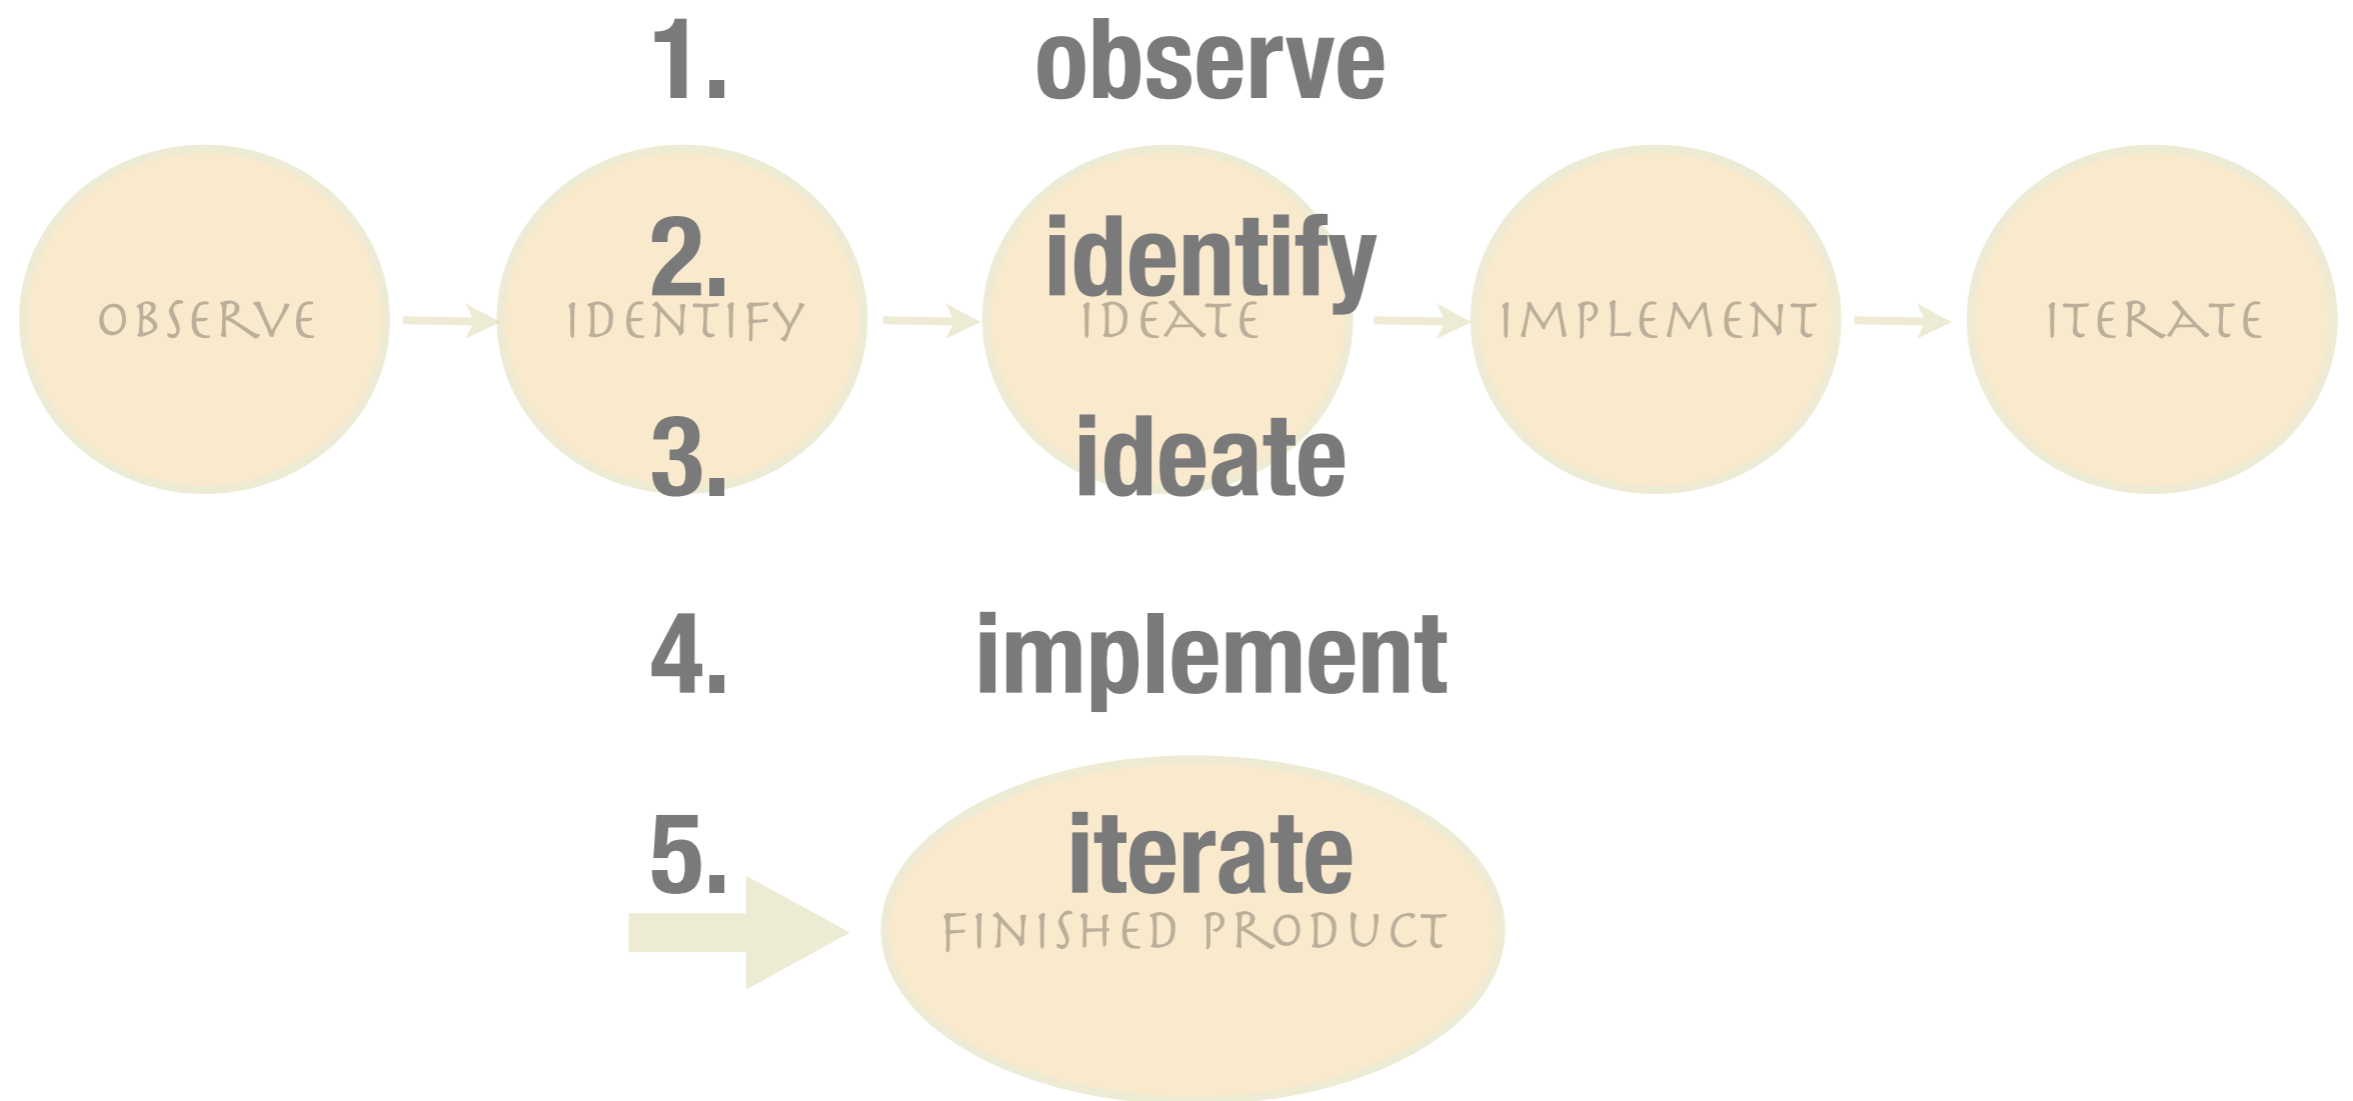 1. observe
2. identify
OBSERVE IDENTIFY IDEATE IMPLEMENT ITERATE
3. ideate
4. implement
5. iterate
FINISHED PRODUCT